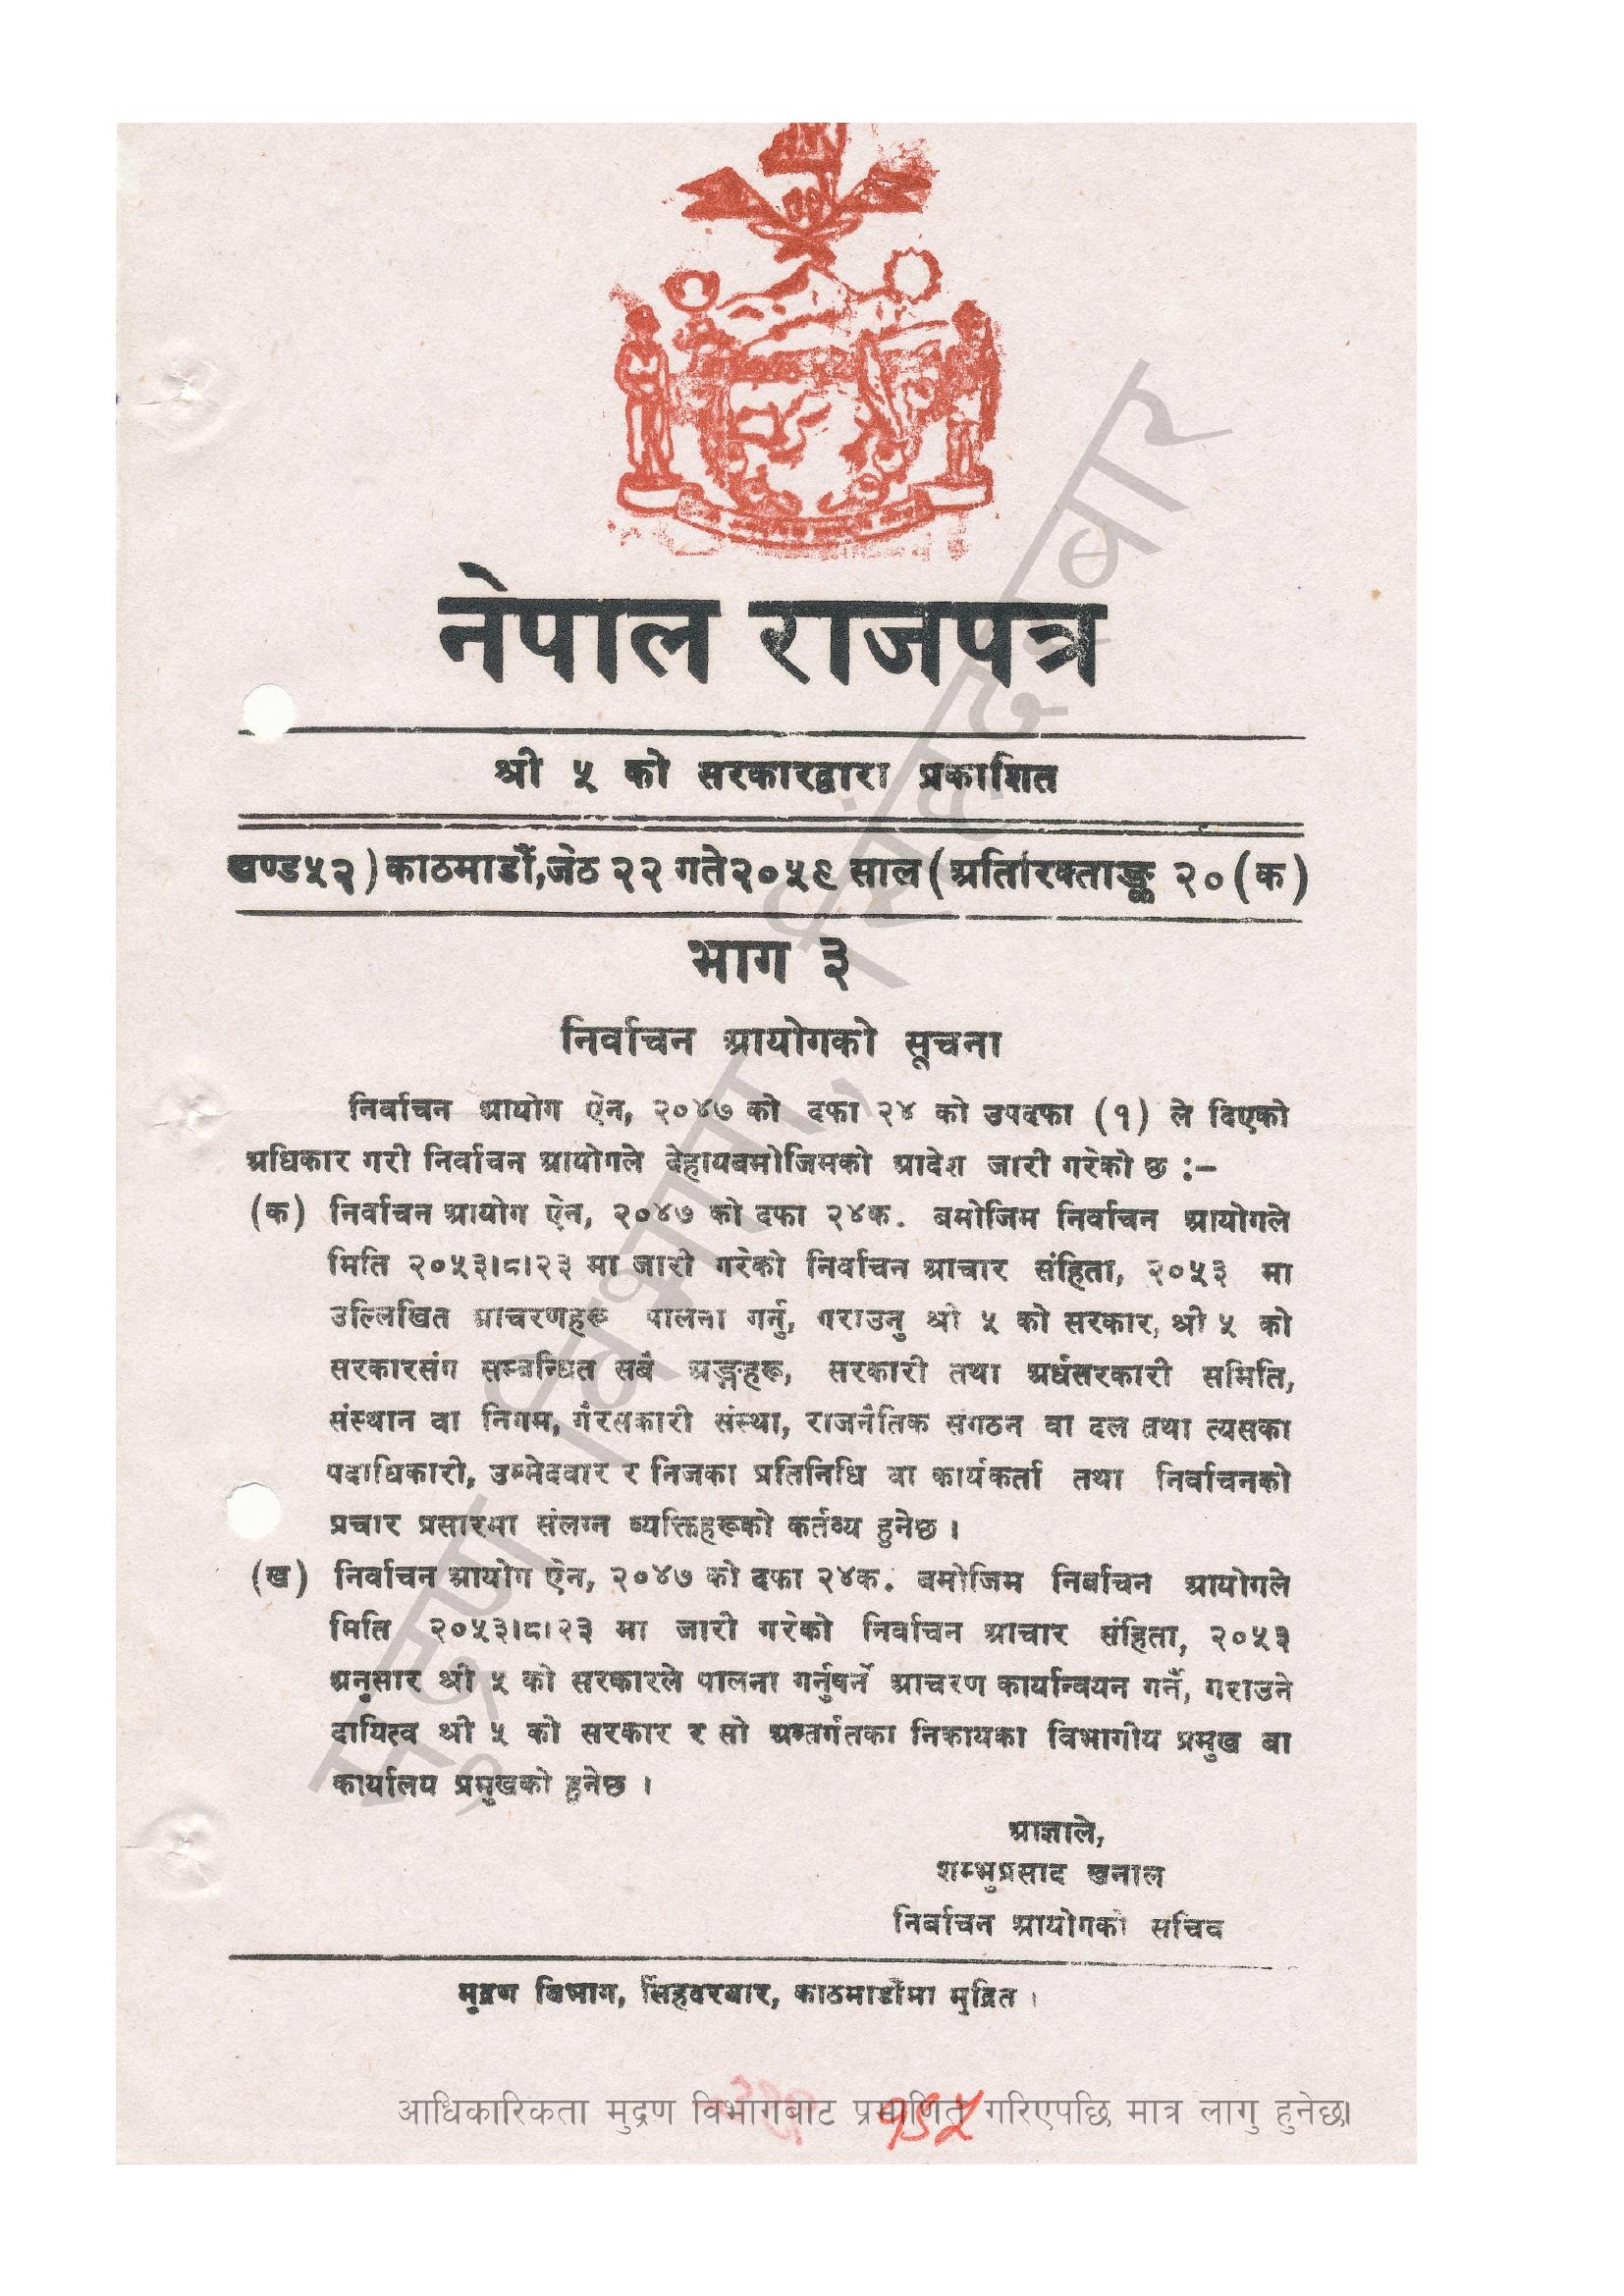 नेपाल राजपत्र
श्री ५ को सरकारद्वारा प्रकाशित
खण्ड५२) काठमाडौं,जेठ २२ गते२०५९ साल (अतिरिक्ताङ्क २०(क)
भाग ३
निर्वाचन आयोगको सूचना
निर्वाचन आयोग ऐन, २०४७ को दफा २४ को उपदफा (१) ले दिएको
अधिकार गरी निर्वाचन आयोगले देहायबमोजिमको आदेश जारी गरेको छ :–
(क) निर्वाचन आयोग ऐन, २०४७ को दफा २४क. बमोजिम निर्वाचन आयोगले
मिति २०५३।८।२३ मा जारी गरेको निर्वाचन आचार संहिता, २०५३ मा
उल्लिखित आचरणहरू पालना गर्नु, गराउनु श्री ५ को सरकार, श्री ५ को
सरकारसंग सम्बन्धित सबै अङ्गहरू, सरकारी तथा अर्धसरकारी समिति,
संस्थान वा निगम, गैरसरकारी संस्था, राजनैतिक संगठन वा दल तथा त्यसका
पदाधिकारी, उम्मेदवार र निजका प्रतिनिधि वा कार्यकर्ता तथा निर्वाचनको
प्रचार प्रसारमा संलग्न व्यक्तिहरूको कर्तव्य हुनेछ ।
(ख) निर्वाचन आयोग ऐन, २०४७ को दफा २४क. बमोजिम निर्वाचन आयोगले
मिति २०५३।८।२३ मा जारी गरेको निर्वाचन आचार संहिता, २०५३
अनुसार श्री ५ को सरकारले पालना गर्नुपर्ने आचरण कार्यान्वयन गर्ने, गराउने
दायित्व श्री ५ को सरकार र सो अन्तर्गतका निकायका विभागीय प्रमुख वा
कार्यालय प्रमुखको हुनेछ ।
आज्ञाले,
शम्भुप्रसाद खनाल
निर्वाचन आयोगको सचिव
मुद्रण विभाग, सिंहदरबार, काठमाडौंमा मुद्रित ।
मुद्रण विभाग, सिंहदरबार
आधिकारिकता मुद्रण विभागबाट प्रमाणित गरिएपछि मात्र लागु हुनेछ।